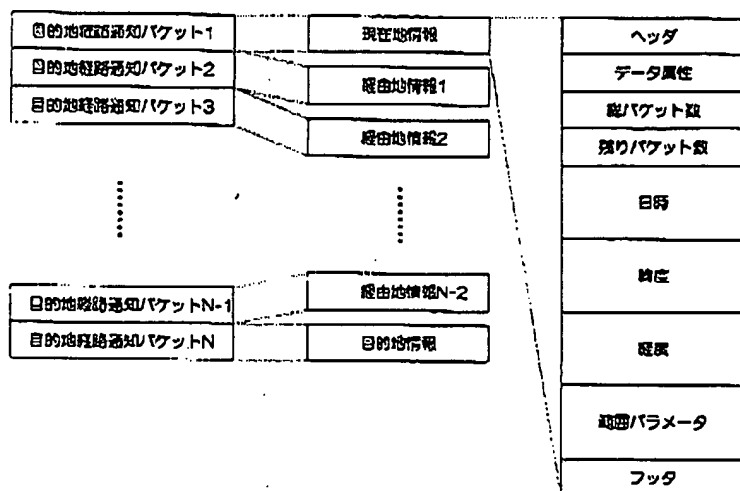 目的地経路通知パケット1
目的地経路通知パケット2
目的地経路通知パケット3
目的地経路通知パケットN-1
目的地経路通知パケットN
現在地情報
経由地情報1
経由地情報2
経由地情報N-2
目的地情報
ヘッダ
データ属性
総パケット数
残りパケット数
日時
緯度
経度
範囲パラメータ
フッタ